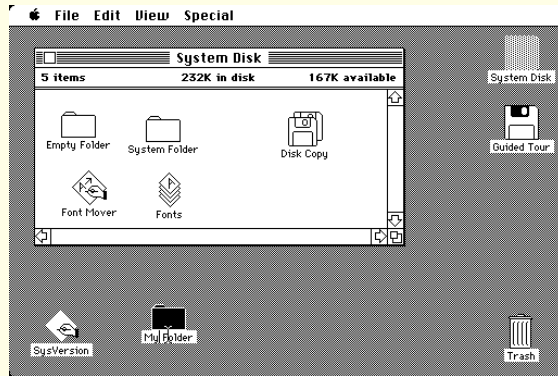 File Edit View Special
System Disk
5 items 232K in disk 167K available
System Disk
Empty Folder System Folder Disk Copy
Guided Tour
Font Mover Fonts
SysVersion My Folder Trash